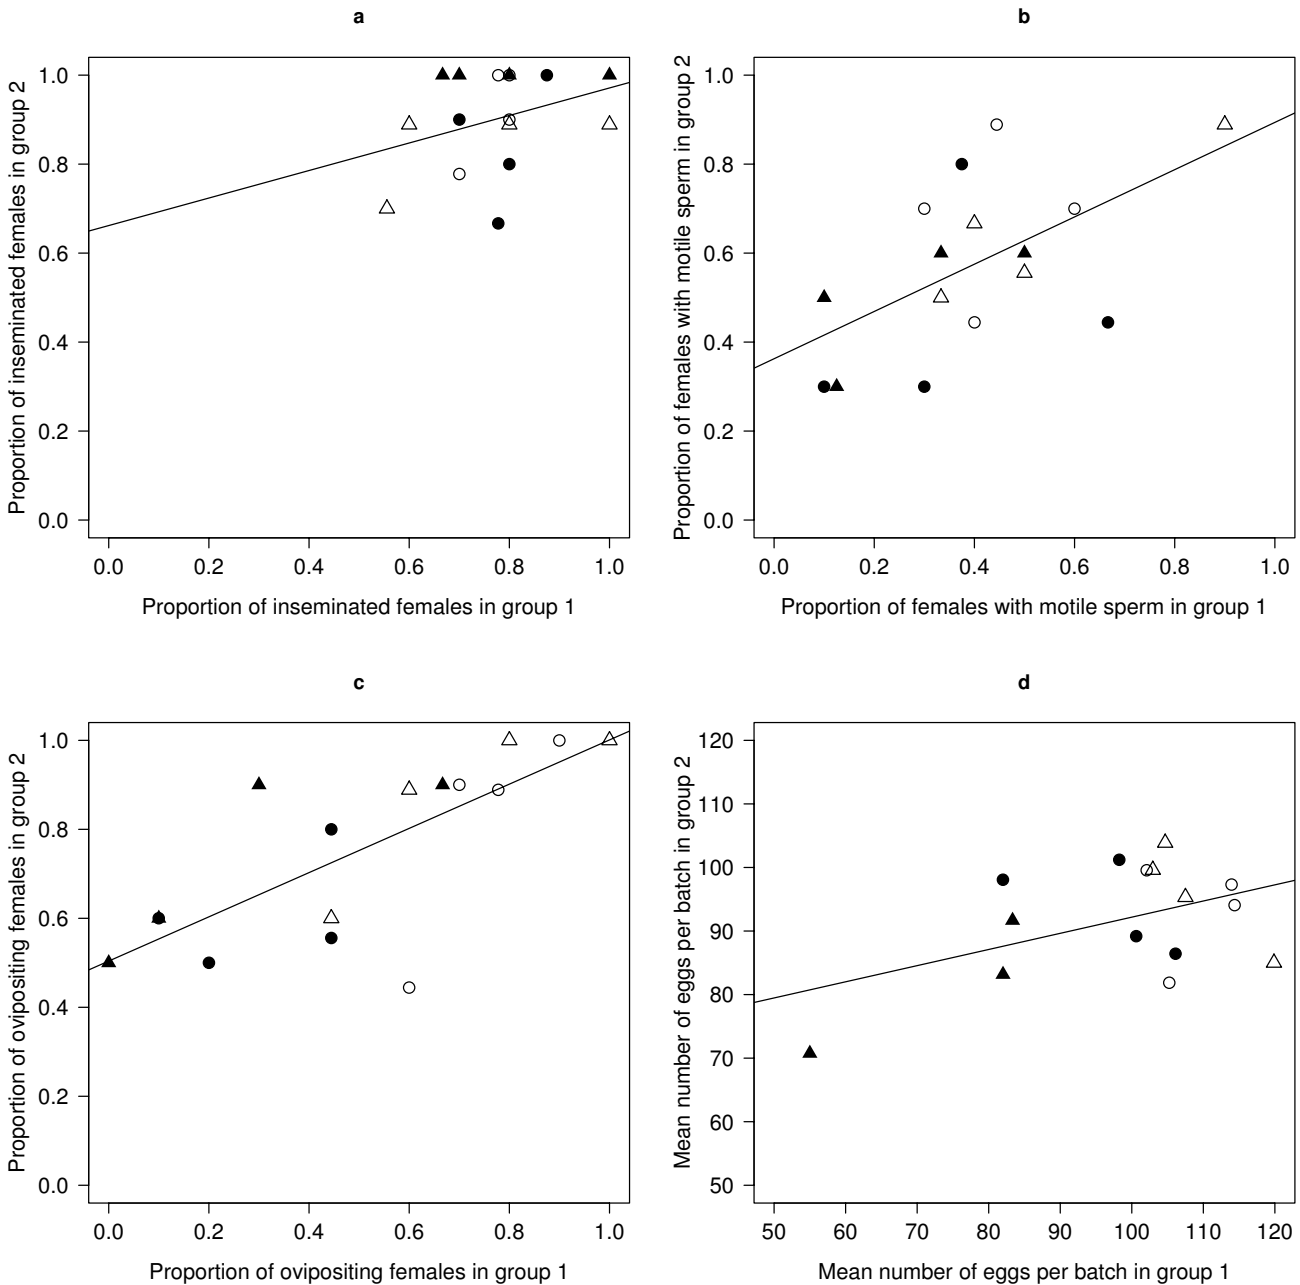 a
Proportion of inseminated females in group 2
1.0
0.8
0.6
0.4
0.2
0.0
0.0 0.2 0.4 0.6 0.8 1.0
Proportion of inseminated females in group 1
b
Proportion of females with motile sperm in group 2
1.0
0.8
0.6
0.4
0.2
0.0
0.0 0.2 0.4 0.6 0.8 1.0
Proportion of females with motile sperm in group 1
c
Proportion of ovipositing females in group 2
1.0
0.8
0.6
0.4
0.2
0.0
0.0 0.2 0.4 0.6 0.8 1.0
Proportion of ovipositing females in group 1
d
Mean number of eggs per batch in group 2
120
110
100
90
80
70
60
50
50 60 70 80 90 100 110 120
Mean number of eggs per batch in group 1